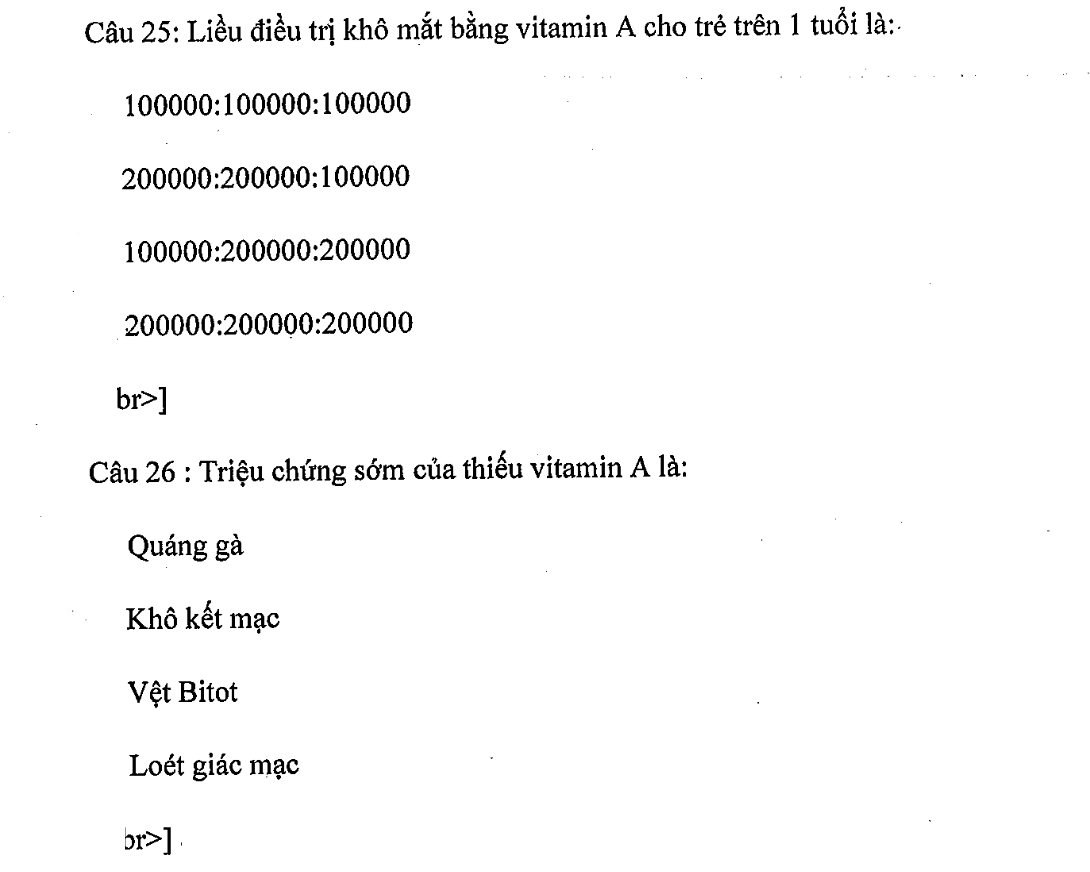 Câu 25: Liều điều trị khô mắt bằng vitamin A cho trẻ trên 1 tuổi là:
100000:100000:100000
200000:200000:100000
100000:200000:200000
200000:200000:200000
br>]
Câu 26 : Triệu chứng sớm của thiếu vitamin A là:
Quáng gà
Khô kết mạc
Vệt Bitot
Loét giác mạc
br>]